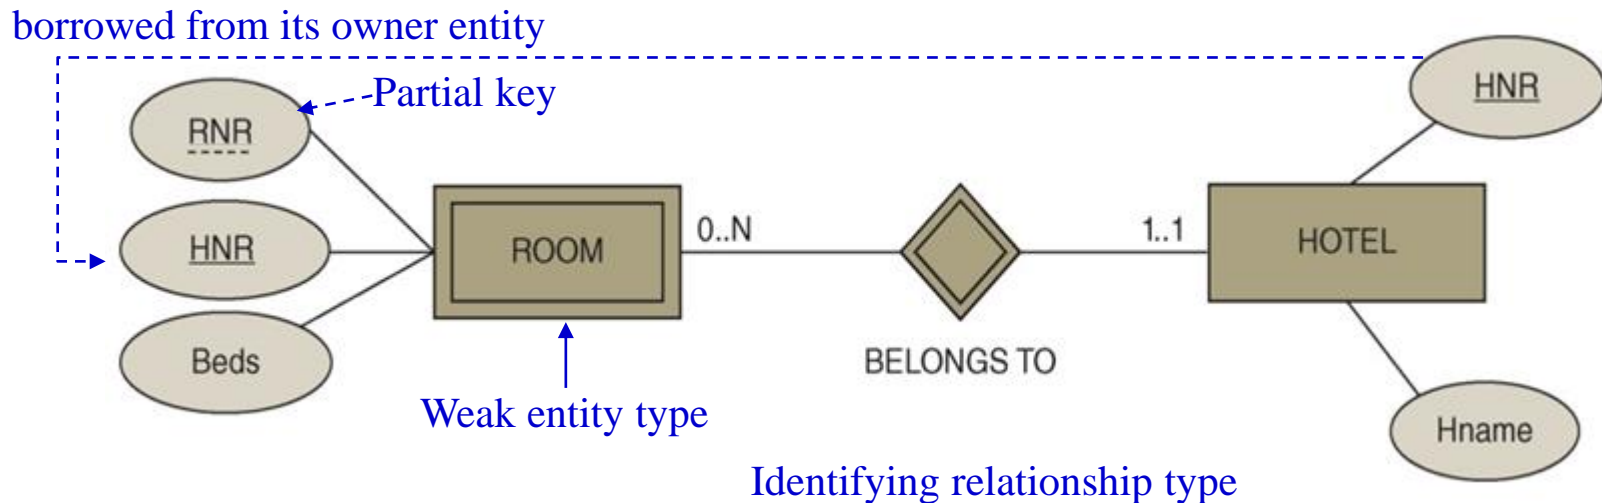 borrowed from its owner entity
Partial key
RNR
HNR
Beds
ROOM
0..N
1..1
HOTEL
HNR
BELONGS TO
Weak entity type
Hname
Identifying relationship type